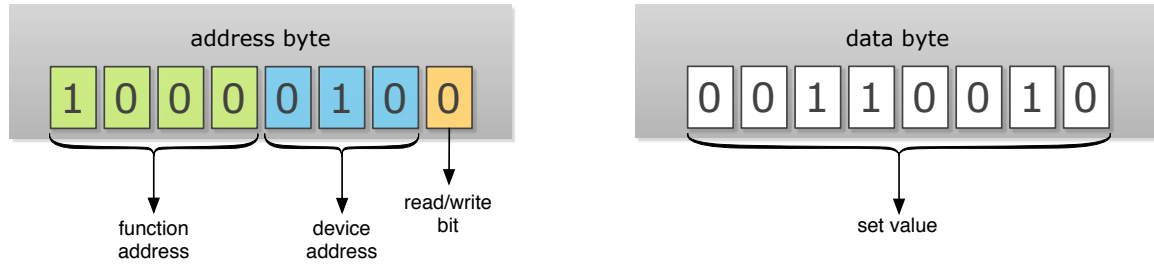 address byte
1 0 0 0 0 1 0 0
function
address
device
address
read/write
bit
data byte
0 0 1 1 0 0 1 0
set value